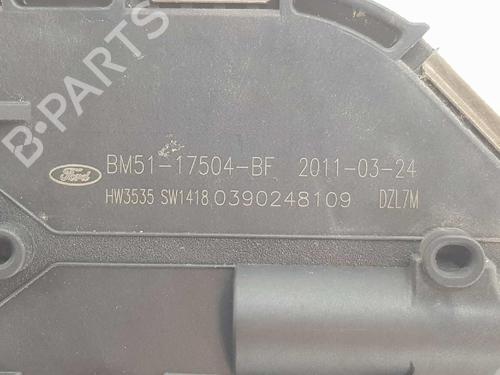 B-PARTS
Ford BM51-17504-BF 2011-03-24
HW3535 SW1418 0390248109 DZL7M